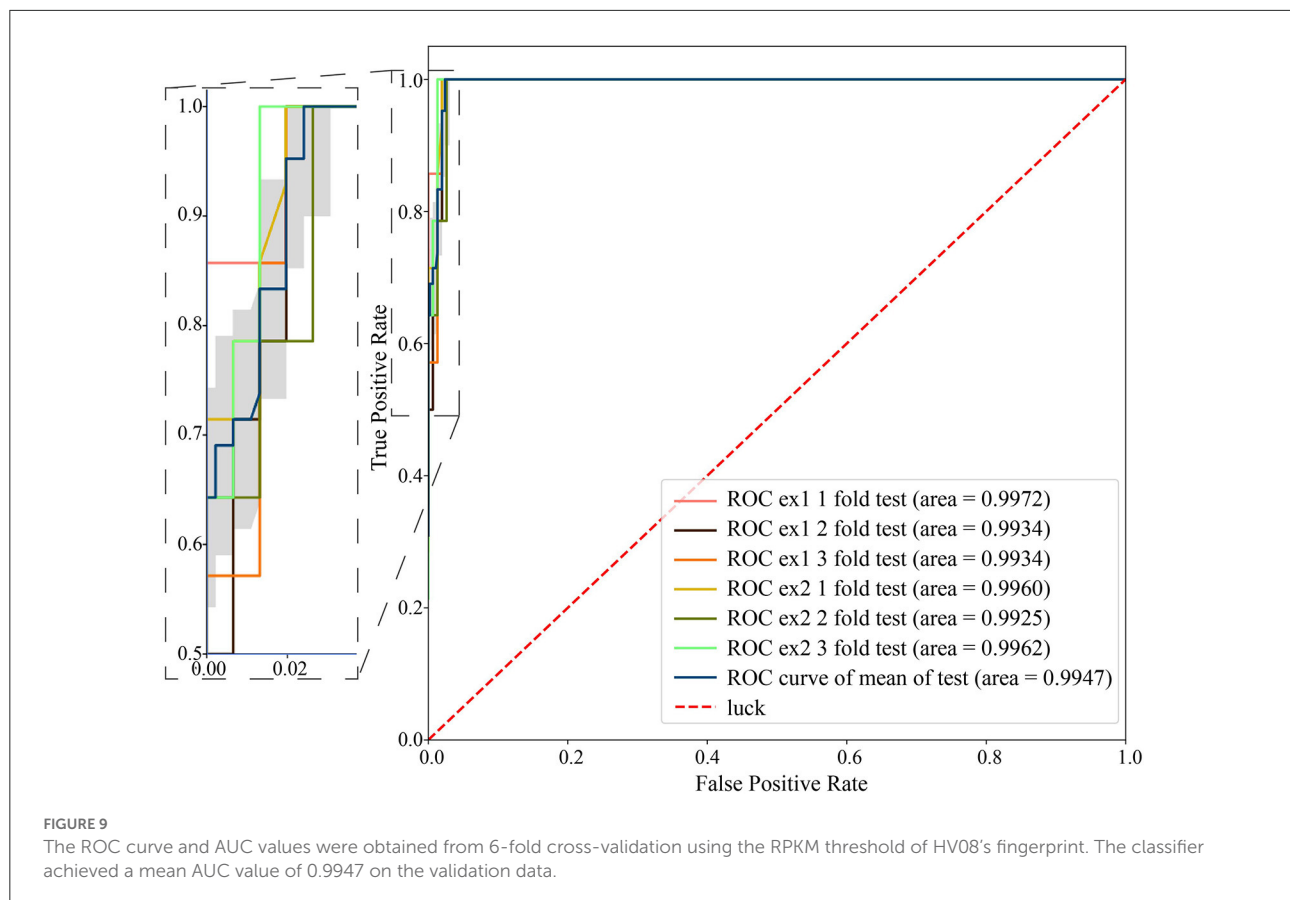 1.0
0.9
0.8
0.7
0.6
0.5
0.00
0.02
True Positive Rate
1.0
0.8
0.6
0.4
0.2
0.0
0.0
0.2
0.4
0.6
0.8
1.0
False Positive Rate
ROC ex1 1 fold test (area = 0.9972)
ROC ex1 2 fold test (area = 0.9934)
ROC ex1 3 fold test (area = 0.9934)
ROC ex2 1 fold test (area = 0.9960)
ROC ex2 2 fold test (area = 0.9925)
ROC ex2 3 fold test (area = 0.9962)
ROC curve of mean of test (area = 0.9947)
luck
FIGURE 9
The ROC curve and AUC values were obtained from 6-fold cross-validation using the RPKM threshold of HV08's fingerprint. The classifier
achieved a mean AUC value of 0.9947 on the validation data.